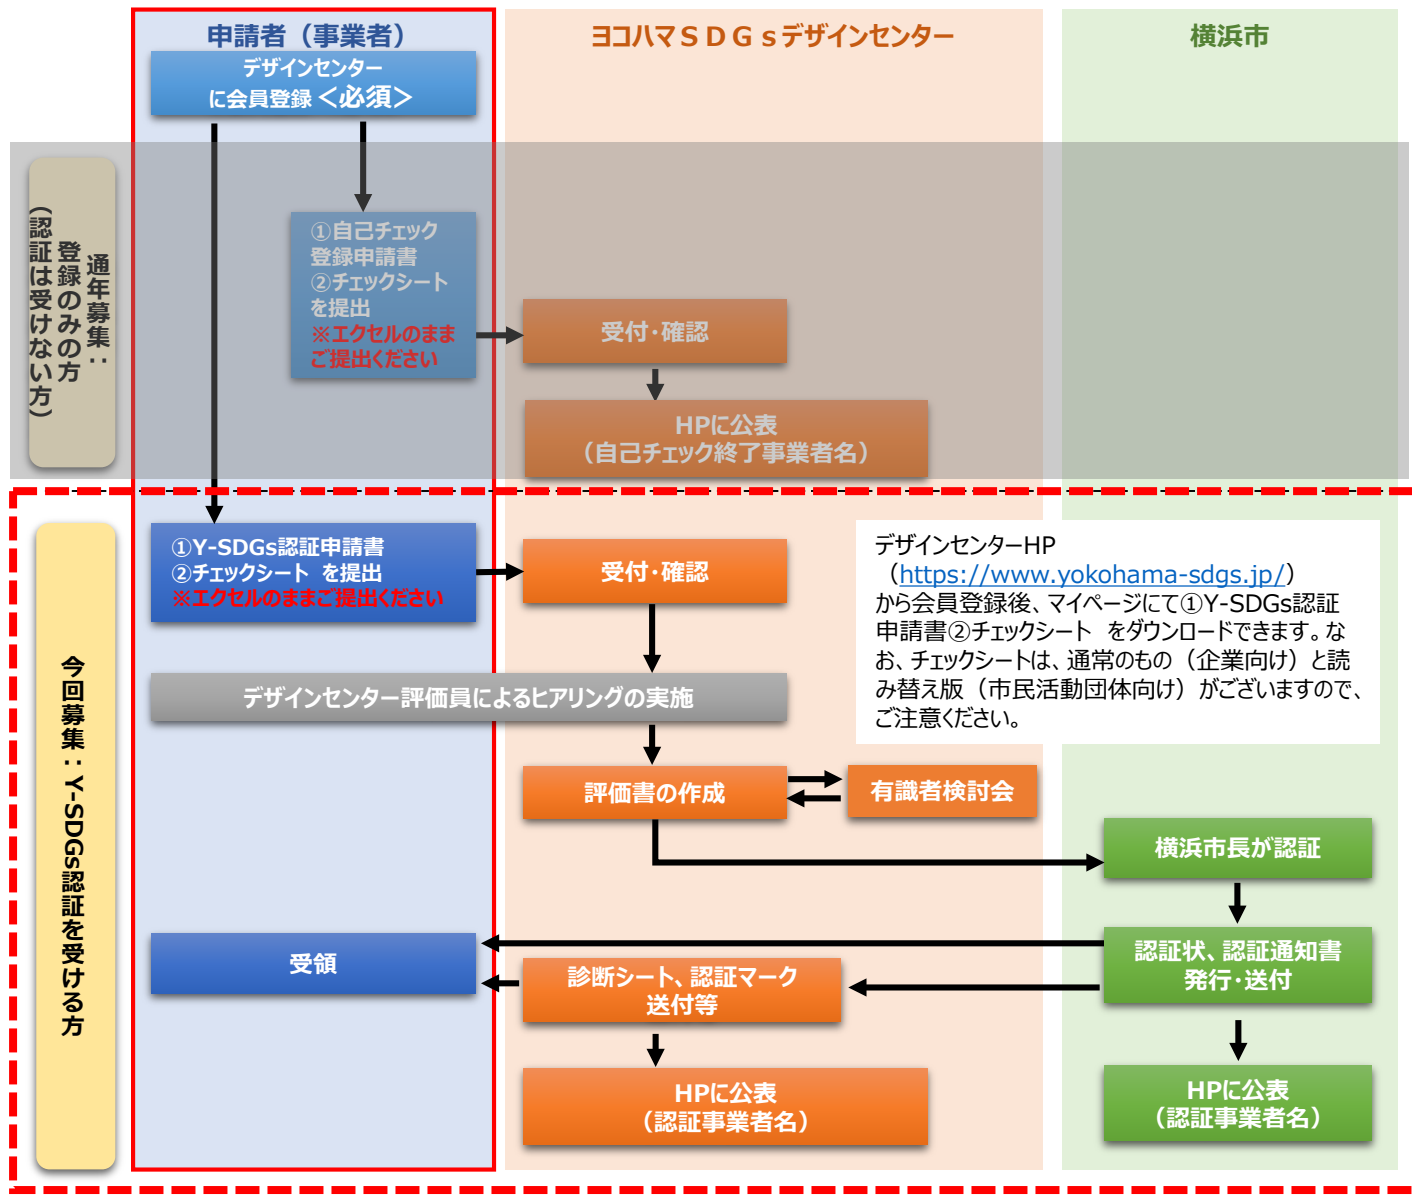 申請者（事業者）
ヨコハマＳＤＧｓデザインセンター
横浜市
デザインセンター
に会員登録＜必須＞
通年募集：
登録のみの方
(認証は受けない方)
①自己チェック
登録申請書
②チェックシート
を提出
※エクセルのまま
ご提出ください
受付･確認
HPに公表
（自己チェック終了事業者名）
今回募集：Y-SDGs認証を受ける方
①Y-SDGs認証申請書
②チェックシート　を提出
※エクセルのままご提出ください
受付･確認
デザインセンターHP
（https://www.yokohama-sdgs.jp/）
から会員登録後、マイページにて①Y-SDGs認証
申請書②チェックシート　をダウンロードできます。な
お、チェックシートは、通常のもの（企業向け）と読
み替え版（市民活動団体向け）がございますので、
ご注意ください。
デザインセンター評価員によるヒアリングの実施
評価書の作成
有識者検討会
横浜市長が認証
受領
診断シート、認証マーク
送付等
認証状、認証通知書
発行･送付
HPに公表
（認証事業者名）
HPに公表
（認証事業者名）